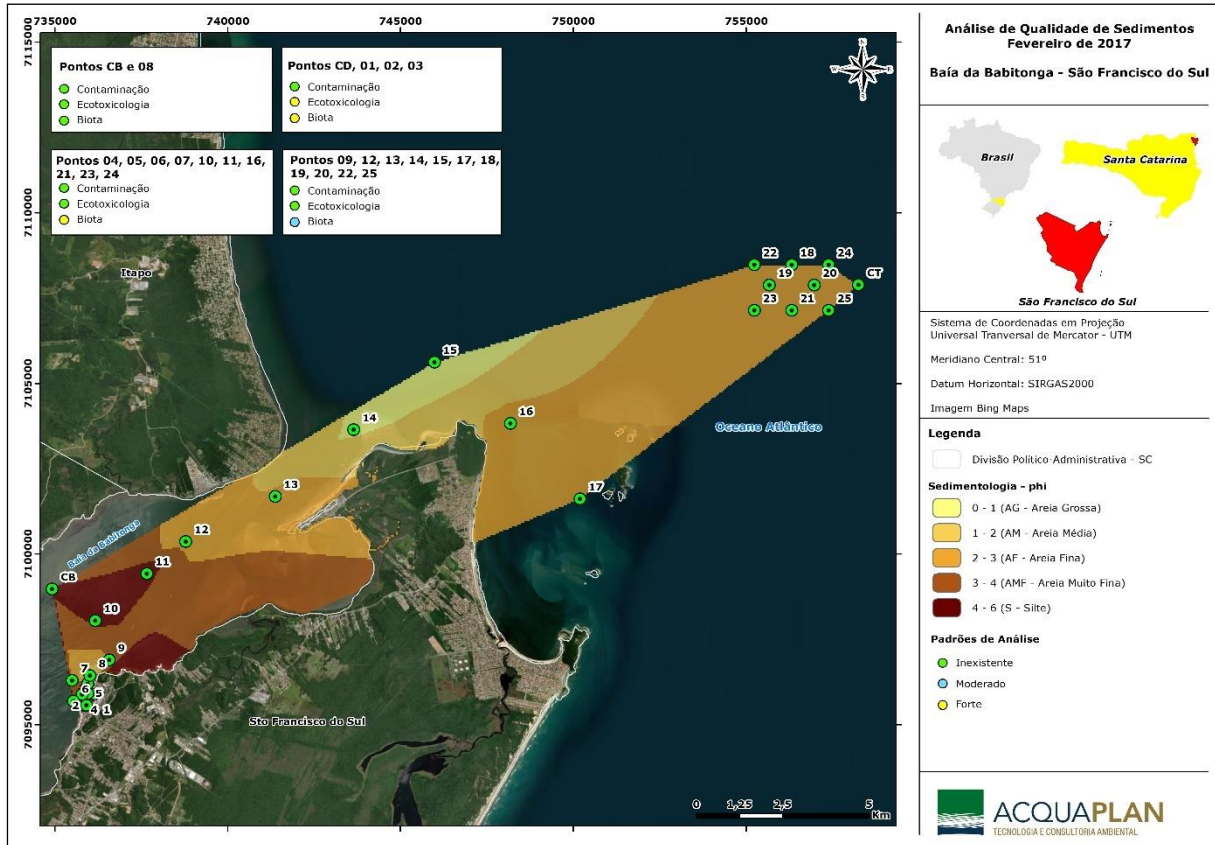 735000 740000 745000 750000 755000
7115000
7110000
7105000
7100000
7095000
Pontos CB e 08
Contaminação
Ecotoxicologia
Biota
Pontos CD, 01, 02, 03
Contaminação
Ecotoxicologia
Biota
Pontos 04, 05, 06, 07, 10, 11, 16,
21, 23, 24
Contaminação
Ecotoxicologia
Biota
Pontos 09, 12, 13, 14, 15, 17, 18,
19, 20, 22, 25
Contaminação
Ecotoxicologia
Biota
N
E
S
Itapo
22 18 24
19 20 CT
23 21 25
15
16
14
Oceano Atlântico
13
17
12
Baía da Babitonga
11
CB
10
9
8
7
6 5
2 4 1
Sto Francisco do Sul
0 1,25 2,5 5
Km
Análise de Qualidade de Sedimentos
Fevereiro de 2017
Baía da Babitonga - São Francisco do Sul
Brasil
Santa Catarina
São Francisco do Sul
Sistema de Coordenadas em Projeção
Universal Tranversal de Mercator - UTM
Meridiano Central: 51º
Datum Horizontal: SIRGAS2000
Imagem Bing Maps
Legenda
Divisão Político-Administrativa - SC
Sedimentologia - phi
0 - 1 (AG - Areia Grossa)
1 - 2 (AM - Areia Média)
2 - 3 (AF - Areia Fina)
3 - 4 (AMF - Areia Muito Fina)
4 - 6 (S - Silte)
Padrões de Análise
Inexistente
Moderado
Forte
ACQUAPLAN
TECNOLOGIA E CONSULTORIA AMBIENTAL